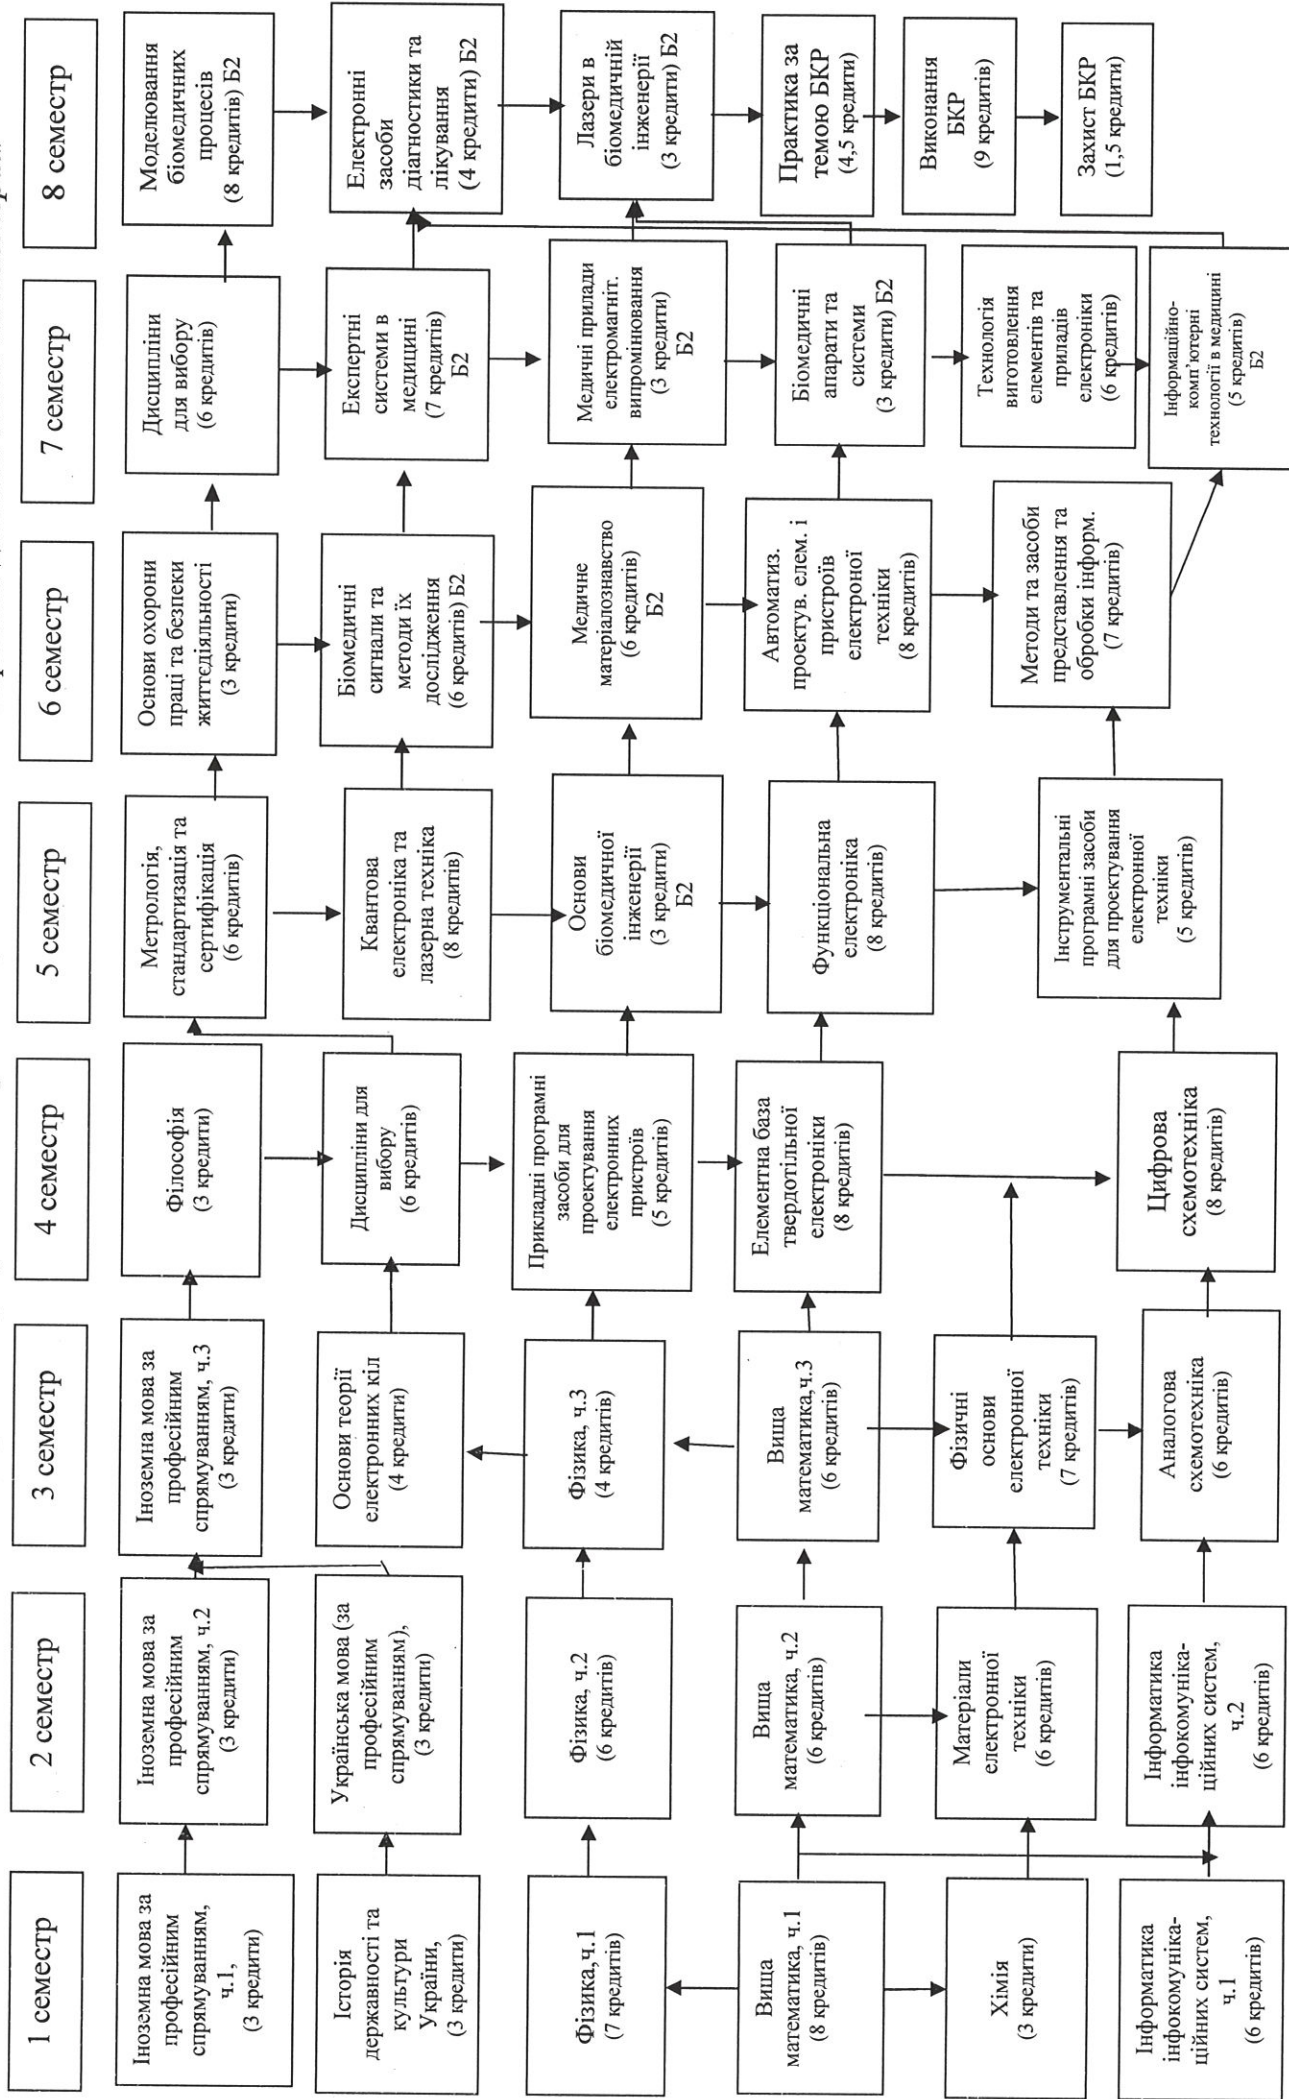 1 семестр
Іноземна мова за
професійним
спрямуванням,
ч.1,
(3 кредити)
Історія
державності та
культури
України,
(3 кредити)
Фізика,ч.1
(7 кредитів)
Вища
математика, ч.1
(8 кредитів)
Хімія
(3 кредити)
Інформатика
інфокомуніка-
ційних систем,
ч.1
(6 кредитів)
2 семестр
Іноземна мова за
професійним
спрямуванням, ч.2
(3 кредити)
Українська мова (за
професійним
спрямуванням),
(3 кредити)
Фізика, ч.2
(6 кредитів)
Вища
математика, ч.2
(6 кредитів)
Матеріали
електронної
техніки
(6 кредитів)
Інформатика
інфокомуніка-
ційних систем,
ч.2
(6 кредитів)
3 семестр
Іноземна мова за
професійним
спрямуванням, ч.3
(3 кредити)
Основи теорії
електронних кіл
(4 кредити)
Фізика, ч.3
(4 кредитів)
Вища
математика,ч.3
(6 кредитів)
Фізичні
основи
електронної
техніки
(7 кредитів)
Аналогова
схемотехніка
(6 кредитів)
4 семестр
Філософія
(3 кредити)
Дисципліни для
вибору
(6 кредитів)
Прикладні програмні
засоби для
проектування
електронних
пристроїв
(5 кредитів)
Елементна база
твердотільної
електроніки
(8 кредитів)
Цифрова
схемотехніка
(8 кредитів)
5 семестр
Метрологія,
стандартизація та
сертифікація
(6 кредитів)
Квантова
електроніка та
лазерна техніка
(8 кредитів)
Основи
біомедичної
інженерії
(3 кредити)
Б2
Функціональна
електроніка
(8 кредитів)
Інструментальні
програмні засоби
для проектування
електронної
техніки
(5 кредитів)
6 семестр
Основи охорони
праці та безпеки
життєдіяльності
(3 кредити)
Біомедичні
сигнали та
методи їх
дослідження
(6 кредитів) Б2
Медичне
матеріалознавство
(6 кредитів)
Б2
Автоматиз.
проектув. елем. і
пристроїв
електроної
техніки
(8 кредитів)
Методи та засоби
представлення та
обробки інформ.
(7 кредитів)
7 семестр
Дисципліни
для вибору
(6 кредитів)
Експертні
системи в
медицині
(7 кредитів)
Б2
Медичні прилади
електромагніт.
випромінювання
(3 кредити)
Б2
Біомедичні
апарати та
системи
(3 кредити) Б2
Технологія
виготовлення
елементів та
приладів
електроніки
(6 кредитів)
Інформаційно-
комп’ютерні
технології в медицині
(5 кредитів)
Б2
8 семестр
Моделювання
біомедичних
процесів
(8 кредитів) Б2
Електронні
засоби
діагностики та
лікування
(4 кредити) Б2
Лазери в
біомедичній
інженерії
(3 кредити) Б2
Практика за
темою БКР
(4,5 кредити)
Виконання
БКР
(9 кредитів)
Захист БКР
(1,5 кредити)